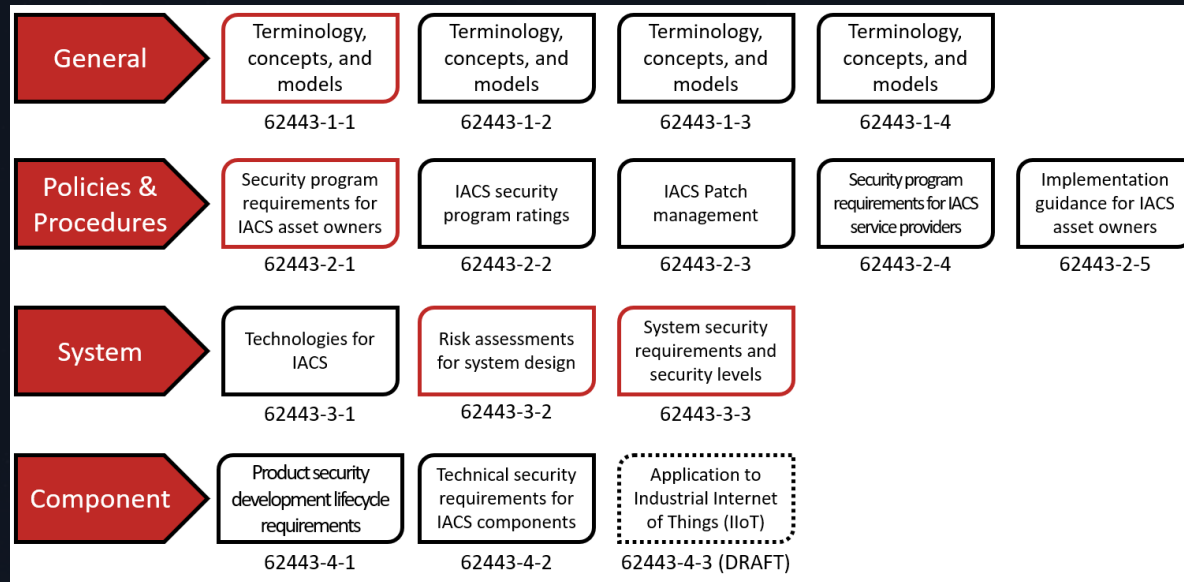 General
Terminology,
concepts, and
models
62443-1-1
Terminology,
concepts, and
models
62443-1-2
Terminology,
concepts, and
models
62443-1-3
Terminology,
concepts, and
models
62443-1-4
Policies &
Procedures
Security program
requirements for
IACS asset owners
62443-2-1
IACS security
program ratings
62443-2-2
IACS Patch
management
62443-2-3
Security program
requirements for IACS
service providers
62443-2-4
Implementation
guidance for IACS
asset owners
62443-2-5
System
Technologies for
IACS
62443-3-1
Risk assessments
for system design
62443-3-2
System security
requirements and
security levels
62443-3-3
Component
Product security
development lifecycle
requirements
62443-4-1
Technical security
requirements for
IACS components
62443-4-2
Application to
Industrial Internet
of Things (IIoT)
62443-4-3 (DRAFT)